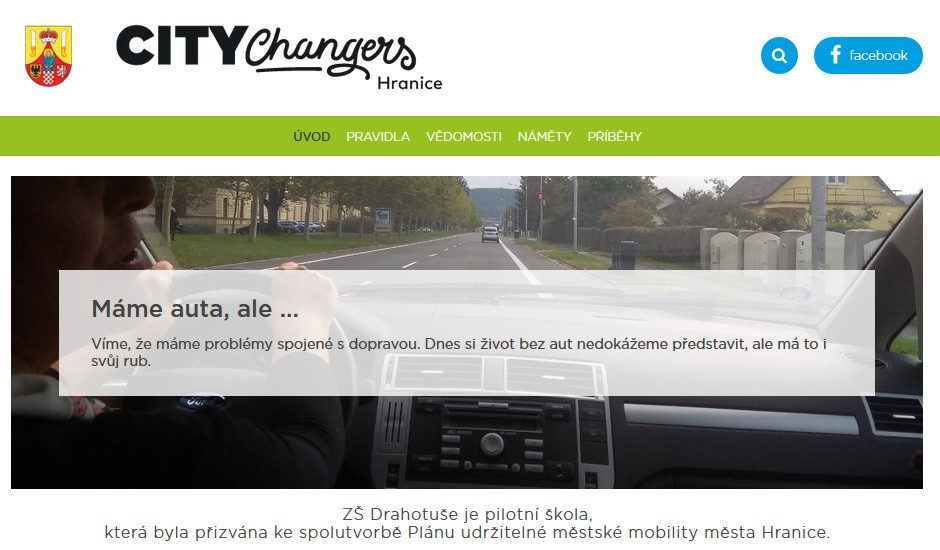 CITY Changers
Hranice
facebook
ÚVOD PRAVIDLA VĚDOMOSTI NÁMĚTY PŘÍBĚHY
Máme auta, ale ...
Víme, že máme problémy spojené s dopravou. Dnes si život bez aut nedokážeme představit, ale má to i
svůj rub.
ZŠ Drahotuše je pilotní škola,
která byla přizvána ke spolutvorbě Plánu udržitelné městské mobility města Hranice.